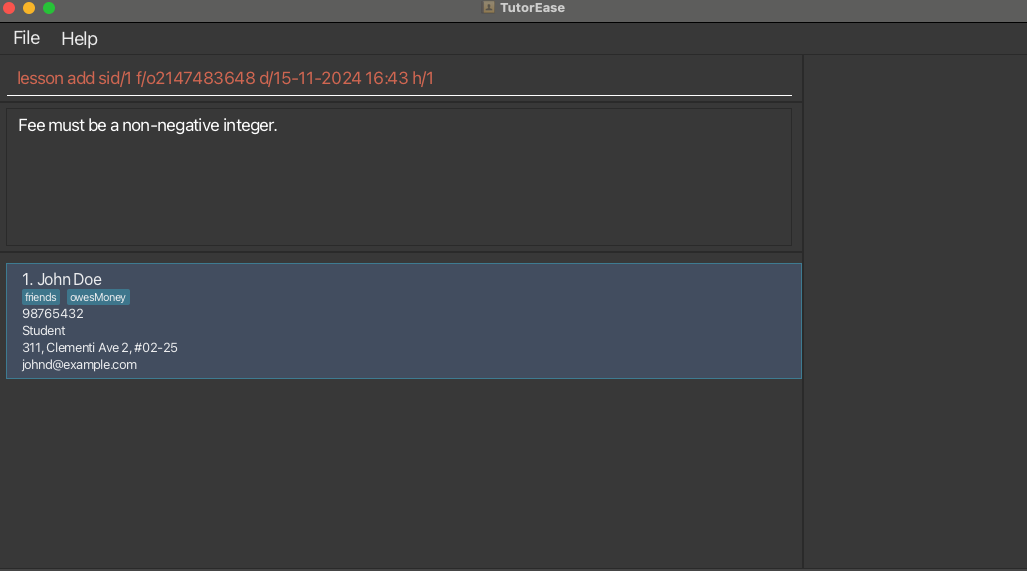 TutorEase
File Help
lesson add sid/1 f/o2147483648 d/15-11-2024 16:43 h/1
Fee must be a non-negative integer.
1. John Doe
friends owesMoney
98765432
Student
311, Clementi Ave 2, #02-25
johnd@example.com